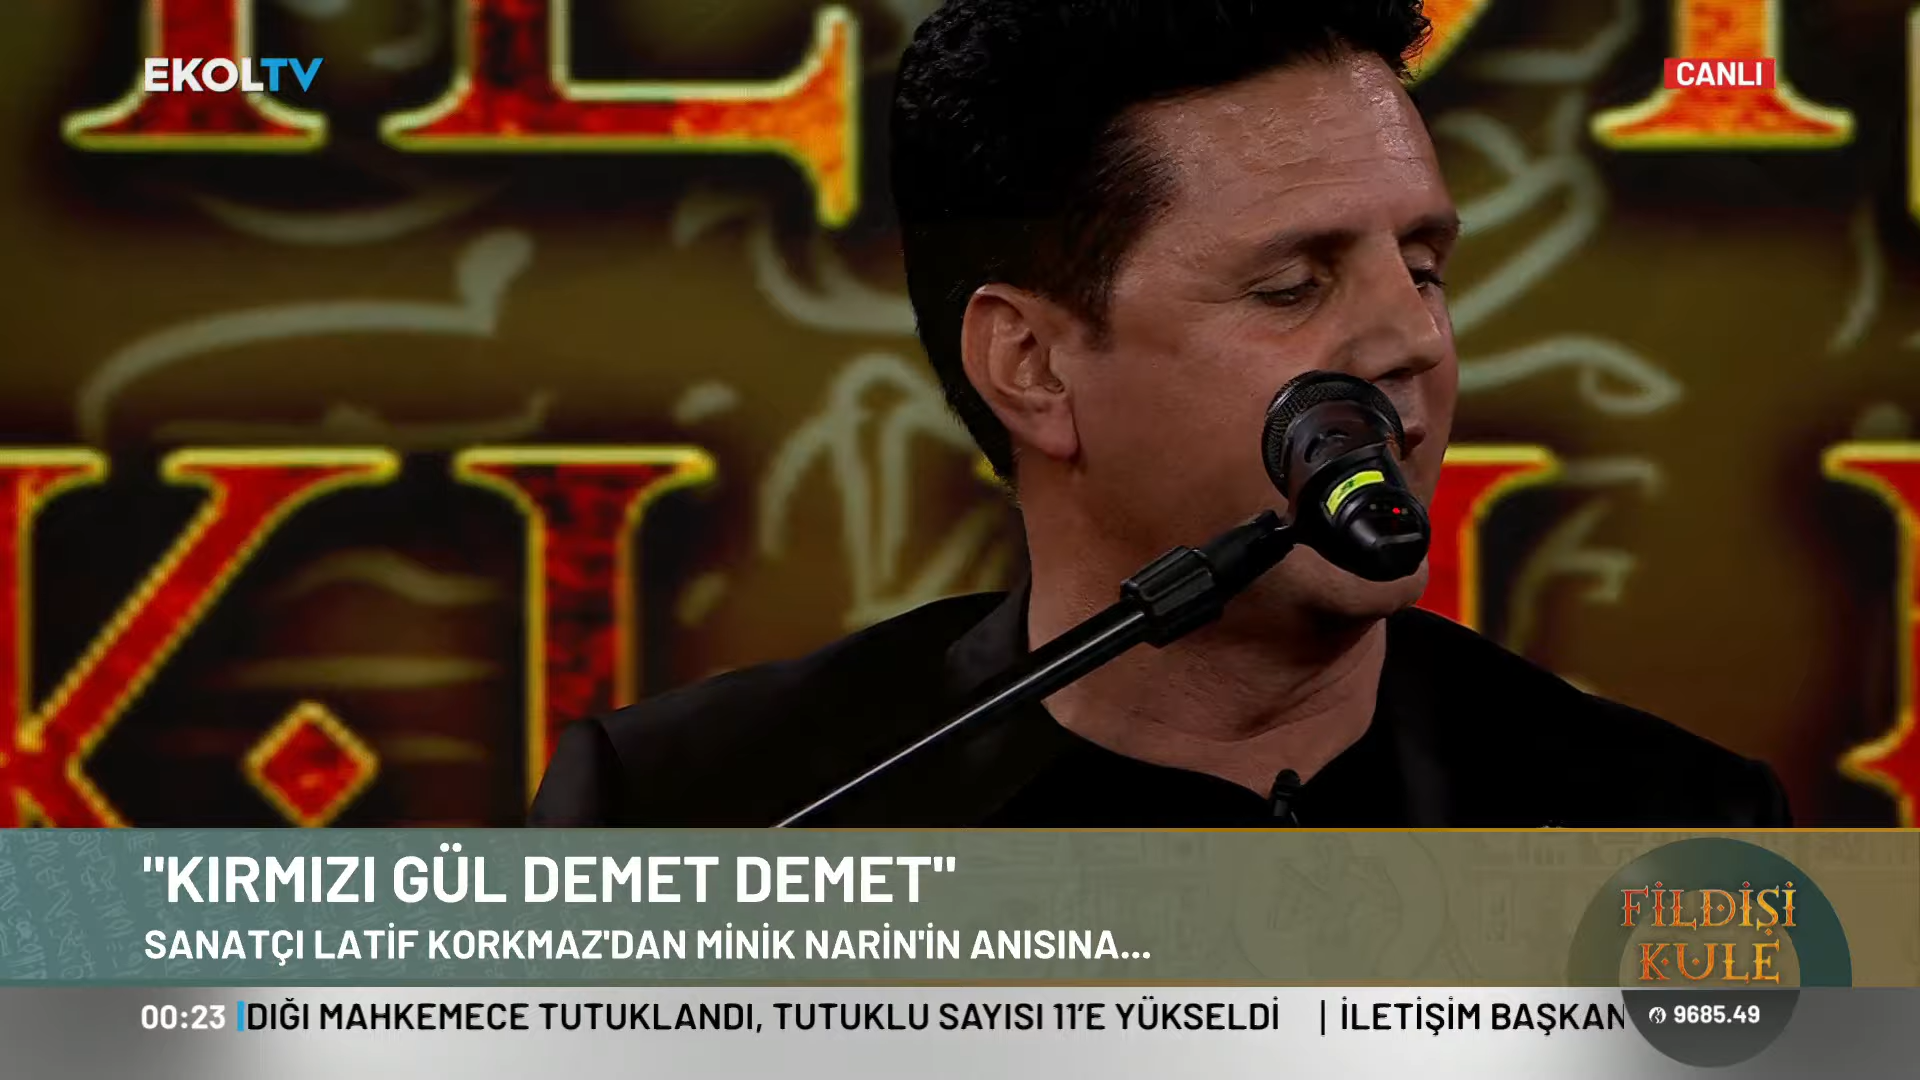 EKOLTV
CANLI
"KIRMIZI GÜL DEMET DEMET"
SANATÇI LATİF KORKMAZ'DAN MİNİK NARİN'İN ANISINA...
FİLDİŞİ
KULE
00:23
DIĞI MAHKEMECE TUTUKLANDI, TUTUKLU SAYISI 11'E YÜKSELDİ | İLETİŞİM BAŞKAN
9685.49